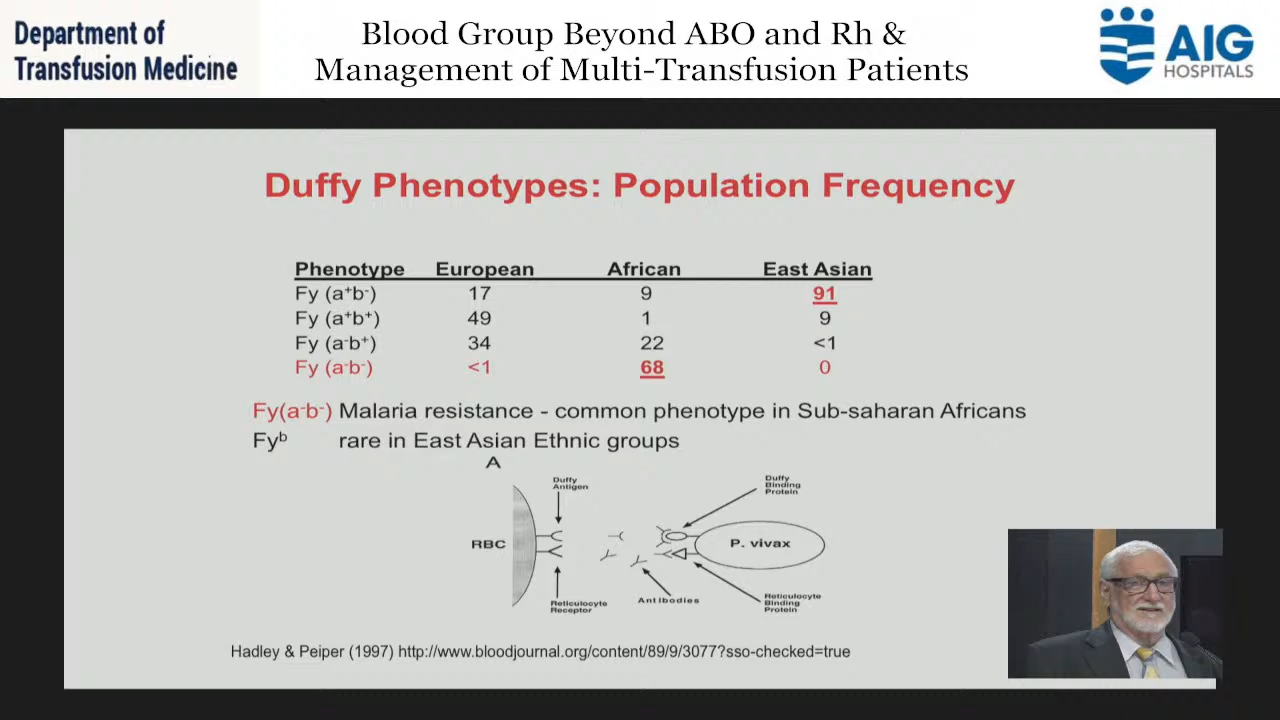 Department of
Transfusion Medicine
Blood Group Beyond ABO and Rh &
Management of Multi-Transfusion Patients
AIG
HOSPITALS
Duffy Phenotypes: Population Frequency
Phenotype European African East Asian
Fy (a⁺b⁻) 17 9 91
Fy (a⁺b⁺) 49 1 9
Fy (a⁻b⁺) 34 22 <1
Fy (a⁻b⁻) <1 68 0
Fy(a⁻b⁻) Malaria resistance - common phenotype in Sub-saharan Africans
Fyᵇ rare in East Asian Ethnic groups
A
Duffy
Antigen
Duffy
Binding
Protein
RBC
P. vivax
Reticulocyte
Receptor
Antibodies
Reticulocyte
Binding
Protein
Hadley & Peiper (1997) http://www.bloodjournal.org/content/89/9/3077?sso-checked=true